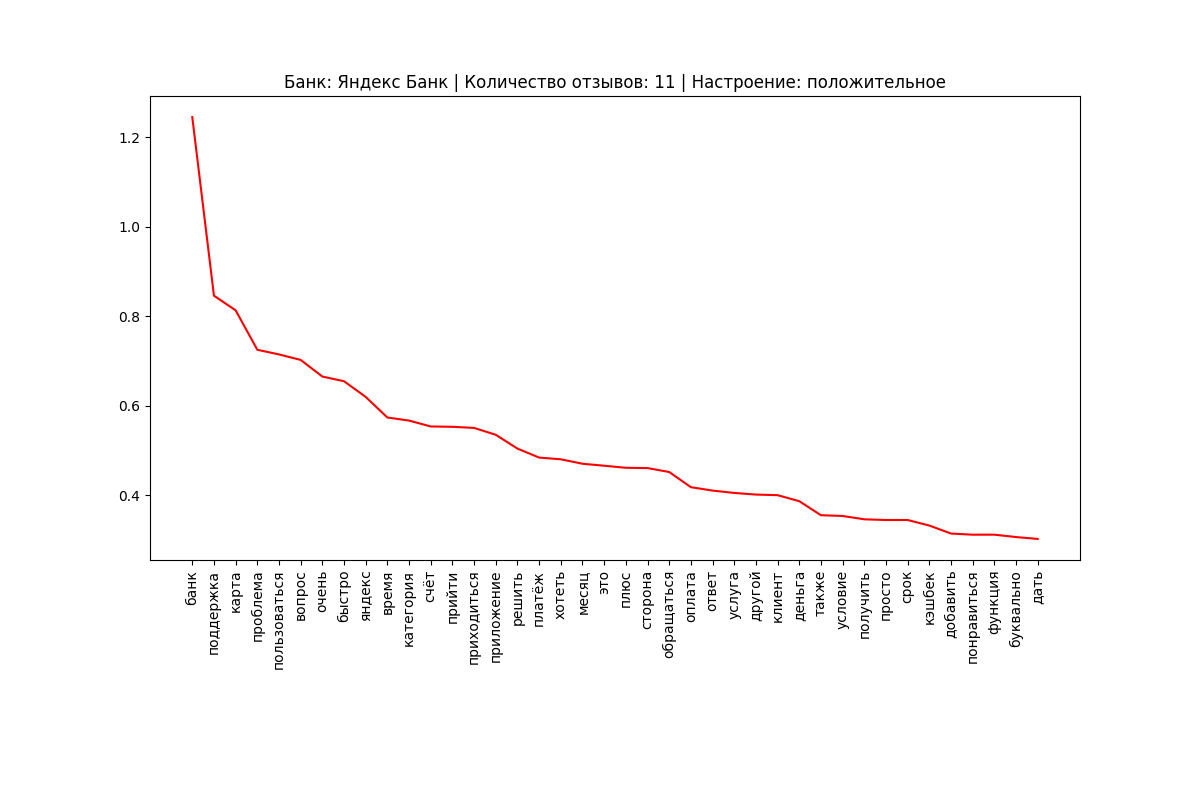 Банк: Яндекс Банк | Количество отзывов: 11 | Настроение: положительное
1.2
1.0
0.8
0.6
0.4
банк
поддержка
карта
проблема
пользоваться
вопрос
очень
быстро
яндекс
время
категория
счёт
прийти
приходиться
приложение
решить
платёж
хотеть
месяц
это
плюс
сторона
обращаться
оплата
ответ
услуга
другой
клиент
деньга
также
условие
получить
просто
срок
кэшбек
добавить
понравиться
функция
буквально
дать